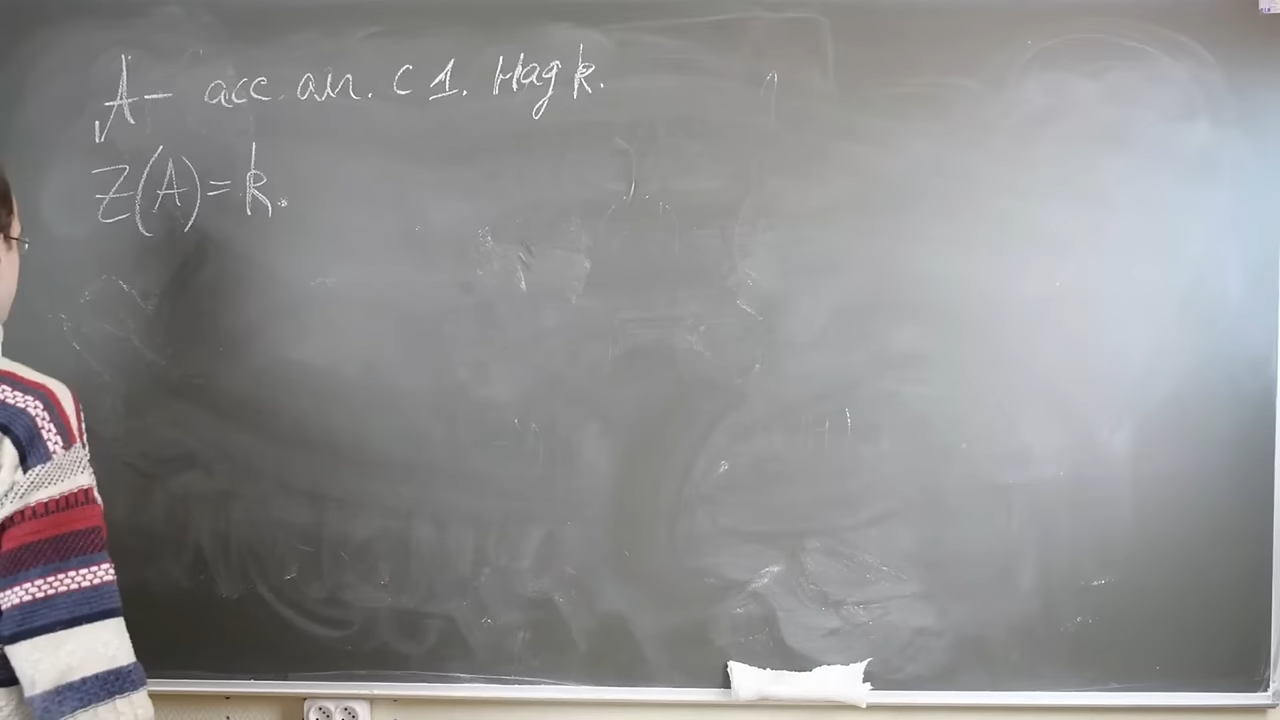 A – асс. ал. с 1. над k.
Z(A) = k.